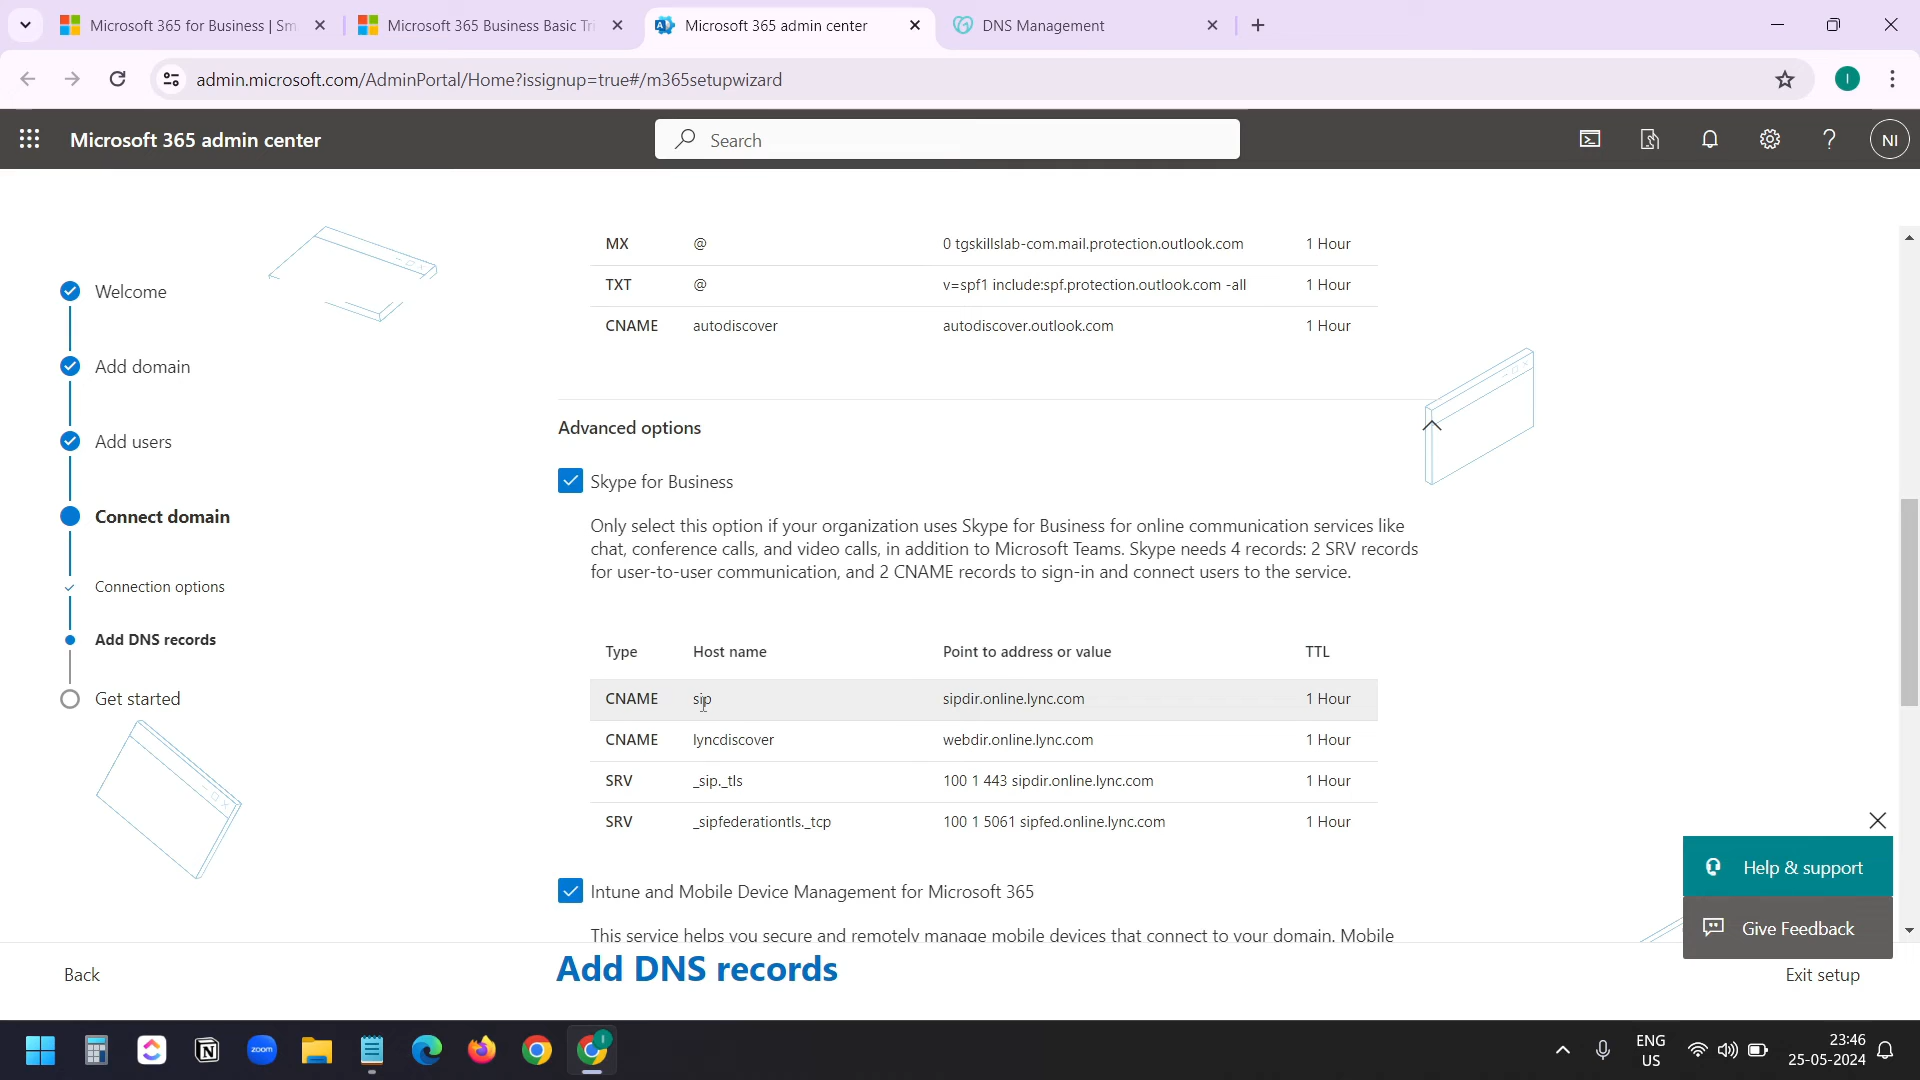 Microsoft 365 for Business | Sm
Microsoft 365 Business Basic Tri
Microsoft 365 admin center
DNS Management
admin.microsoft.com/AdminPortal/Home?issignup=true#/m365setupwizard
I
Microsoft 365 admin center
Search
NI
MX @ 0 tgskillslab-com.mail.protection.outlook.com 1 Hour
TXT @ v=spf1 include:spf.protection.outlook.com -all 1 Hour
CNAME autodiscover autodiscover.outlook.com 1 Hour
Welcome
Add domain
Add users
Connect domain
Connection options
Add DNS records
Get started
Advanced options
Skype for Business
Only select this option if your organization uses Skype for Business for online communication services like
chat, conference calls, and video calls, in addition to Microsoft Teams. Skype needs 4 records: 2 SRV records
for user-to-user communication, and 2 CNAME records to sign-in and connect users to the service.
Type Host name Point to address or value TTL
CNAME sip sipdir.online.lync.com 1 Hour
CNAME lyncdiscover webdir.online.lync.com 1 Hour
SRV _sip._tls 100 1 443 sipdir.online.lync.com 1 Hour
SRV _sipfederationtls._tcp 100 1 5061 sipfed.online.lync.com 1 Hour
Intune and Mobile Device Management for Microsoft 365
This service helps you secure and remotely manage mobile devices that connect to your domain. Mobile
Help & support
Give Feedback
Back
Add DNS records
Exit setup
zoom
I
ENG
US
23:46
25-05-2024